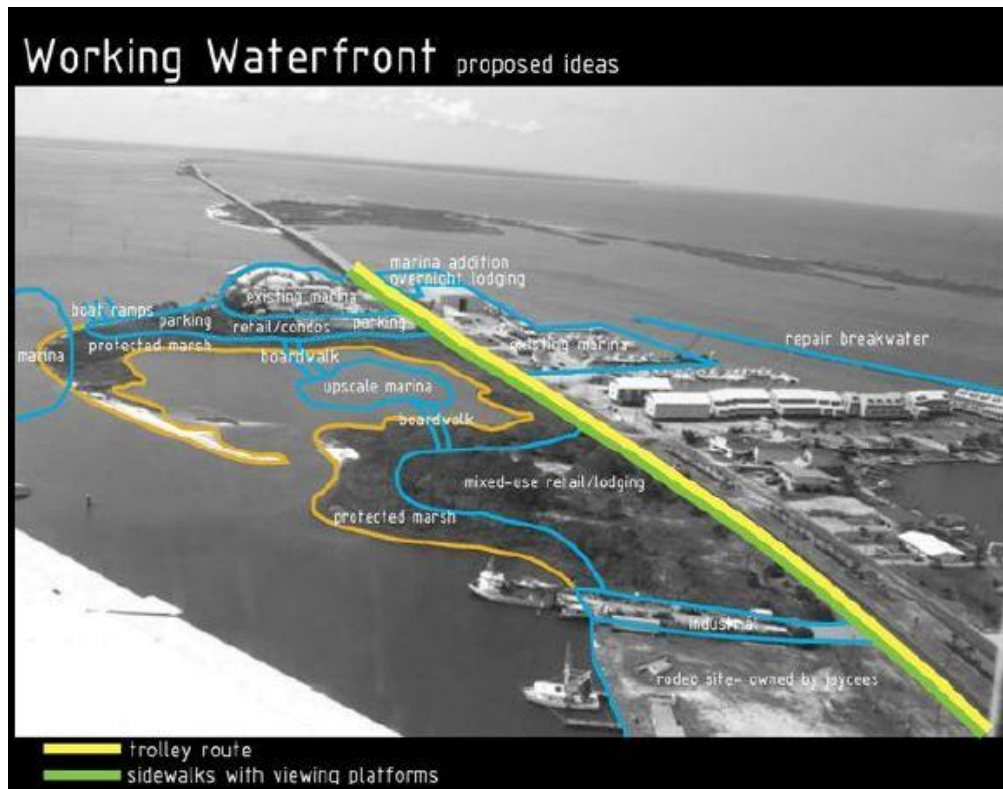 Working Waterfront proposed ideas
marina addition
overnight lodging
existing marina
boat ramps
parking
retail/condos
parking
existing marina
repair breakwater
marina
protected marsh
boardwalk
upscale marina
boardwalk
mixed-use retail/lodging
protected marsh
industrial
rodeo site- owned by jaycees
trolley route
sidewalks with viewing platforms